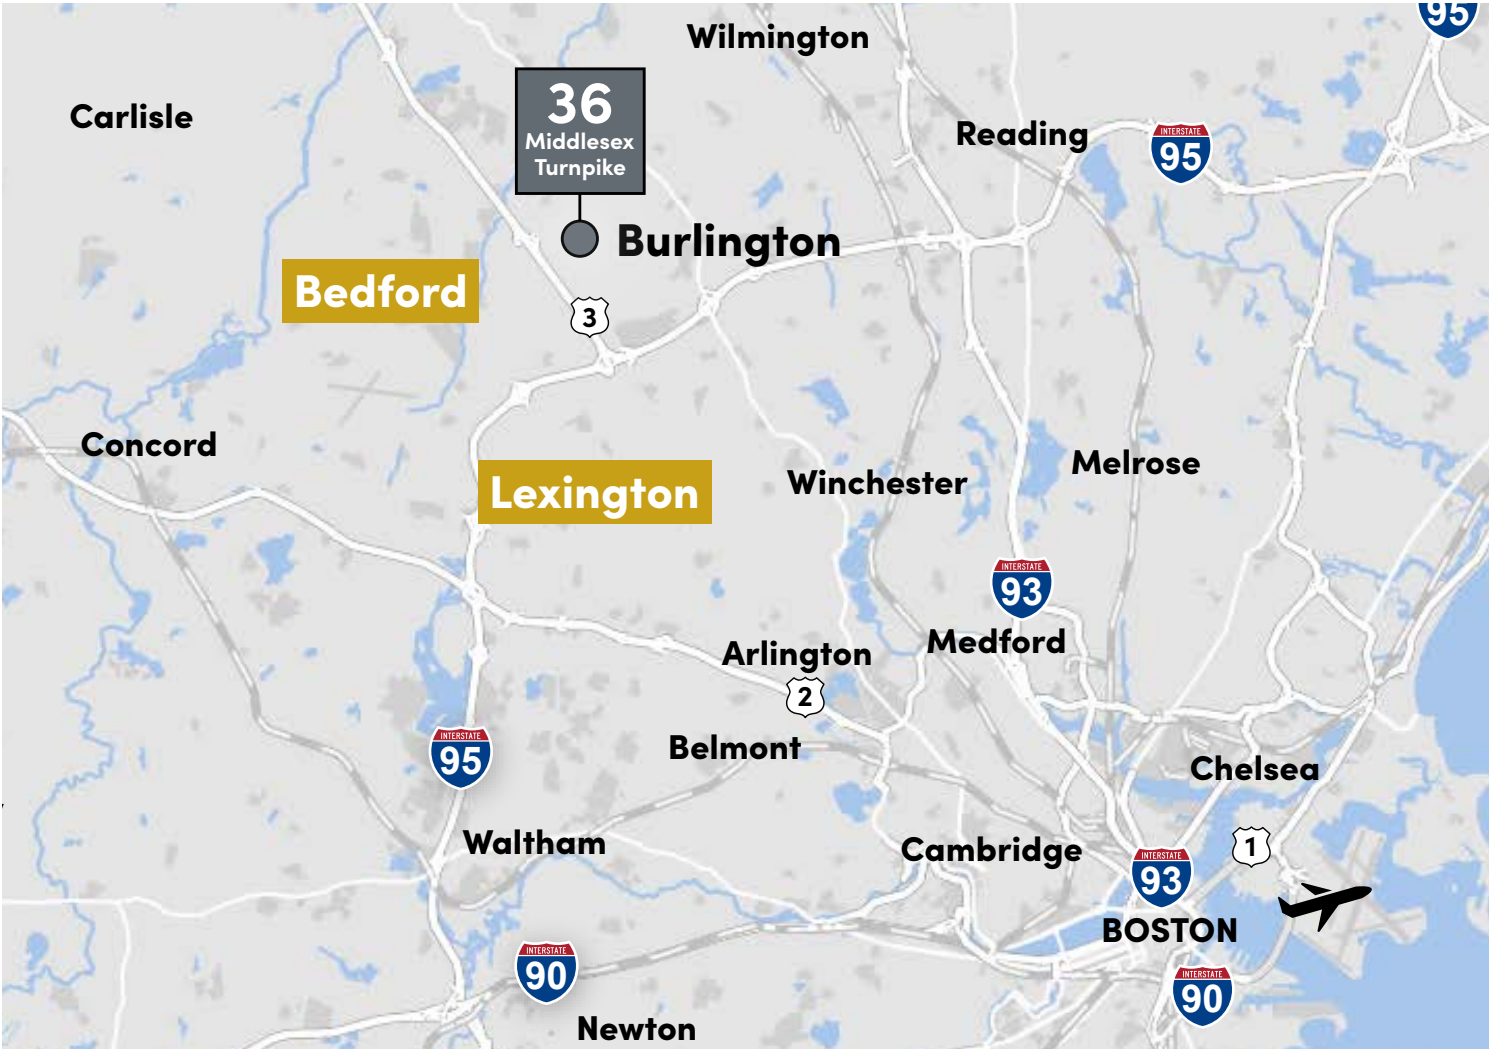 95
Wilmington
36
Middlesex
Turnpike
Carlisle
Reading
INTERSTATE
95
Burlington
Bedford
3
Concord
Melrose
Winchester
Lexington
INTERSTATE
93
Medford
Arlington
2
INTERSTATE
95
Belmont
Chelsea
Waltham
Cambridge
1
INTERSTATE
93
BOSTON
INTERSTATE
90
INTERSTATE
90
Newton